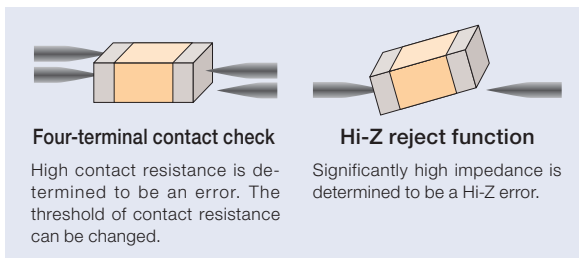 Four-terminal contact check
High contact resistance is de-
termined to be an error. The
threshold of contact resistance
can be changed.
Hi-Z reject function
Significantly high impedance is
determined to be a Hi-Z error.